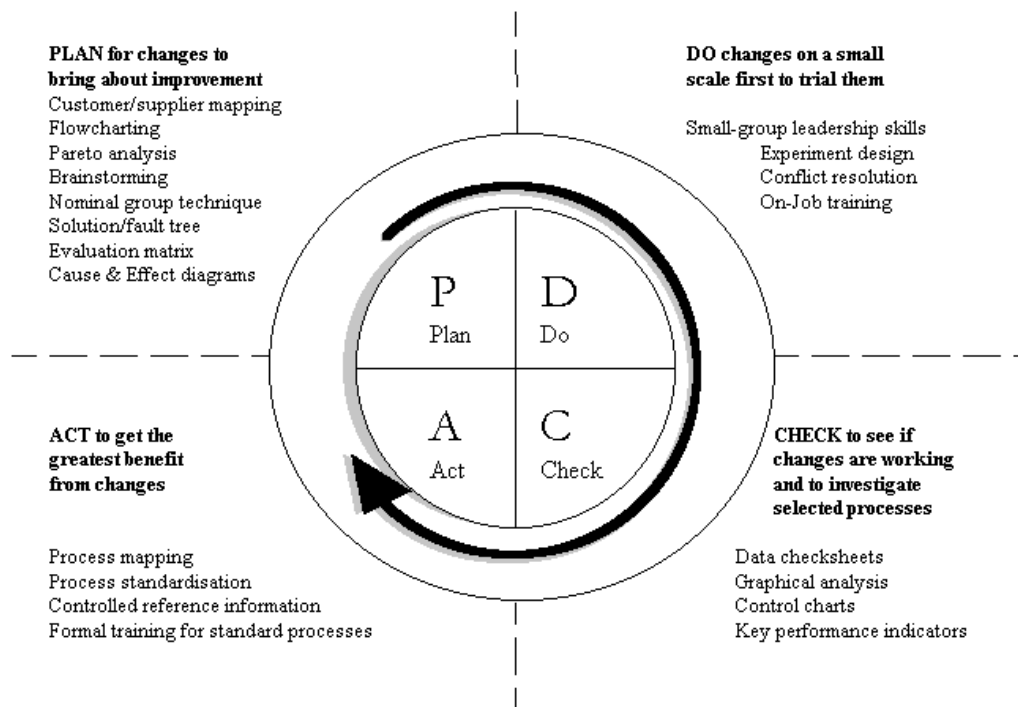 PLAN for changes to
bring about improvement
Customer/supplier mapping
Flowcharting
Pareto analysis
Brainstorming
Nominal group technique
Solution/fault tree
Evaluation matrix
Cause & Effect diagrams
DO changes on a small
scale first to trial them
Small-group leadership skills
Experiment design
Conflict resolution
On-Job training
P
Plan
D
Do
A
Act
C
Check
ACT to get the
greatest benefit
from changes
Process mapping
Process standardisation
Controlled reference information
Formal training for standard processes
CHECK to see if
changes are working
and to investigate
selected processes
Data checksheets
Graphical analysis
Control charts
Key performance indicators